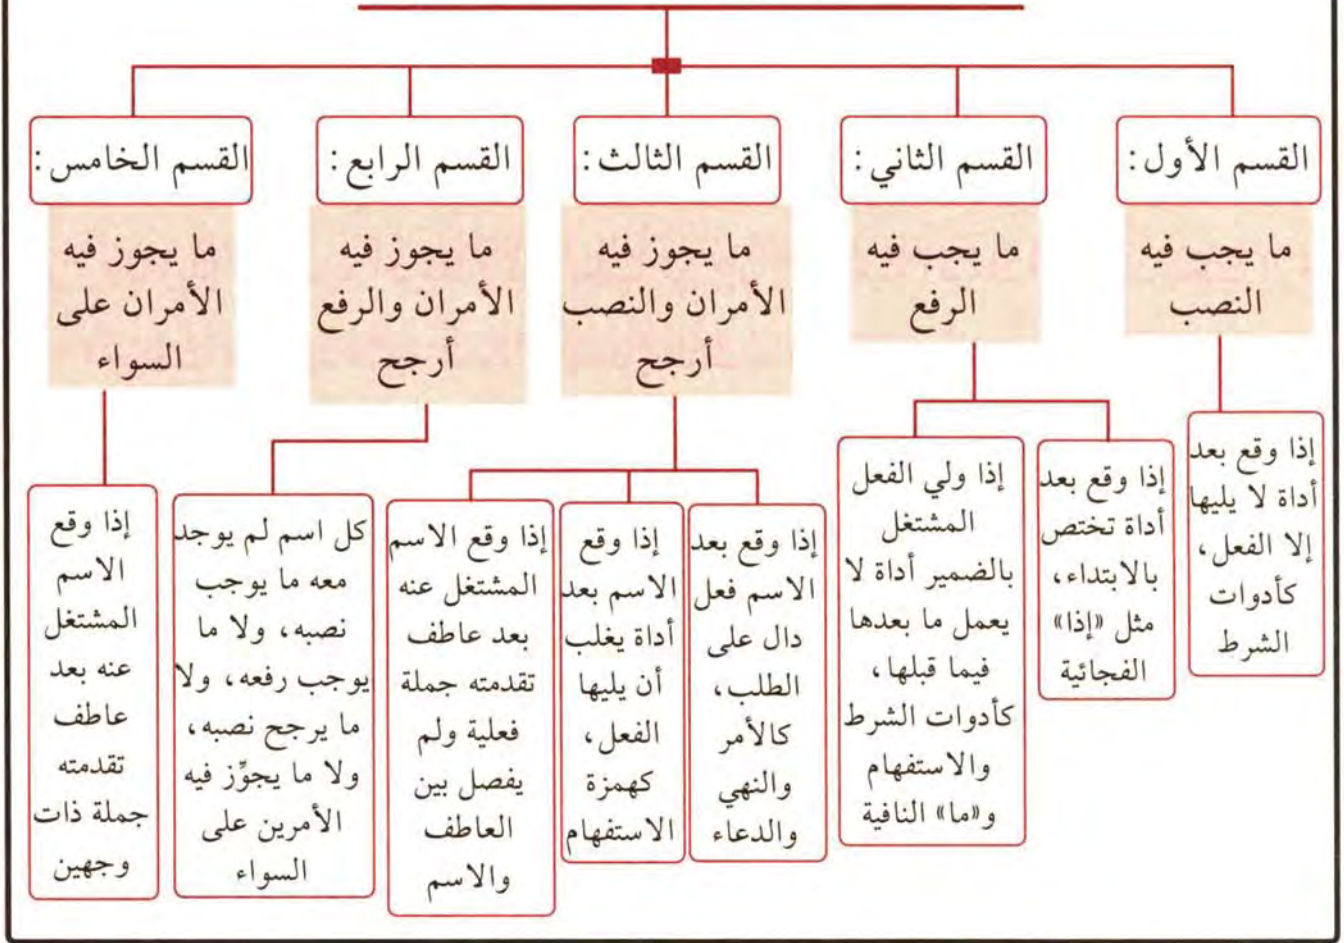 القسم الأول:
ما يجب فيه
النصب
إذا وقع بعد
أداة لا يليها
إلا الفعل،
كأدوات
الشرط
القسم الثاني:
ما يجب فيه
الرفع
إذا وقع بعد
أداة تختص
بالابتداء،
مثل «إذا»
الفجائية
إذا ولي الفعل
المشتغل
بالضمير أداة لا
يعمل ما بعدها
فيما قبلها،
كأدوات الشرط
والاستفهام
و«ما» النافية
القسم الثالث:
ما يجوز فيه
الأمران والنصب
أرجح
إذا وقع بعد
الاسم فعل
دال على
الطلب،
كالأمر
والنهي
والدعاء
إذا وقع
الاسم بعد
أداة يغلب
أن يليها
الفعل،
كهمزة
الاستفهام
إذا وقع الاسم
المشتغل عنه
بعد عاطف
تقدمته جملة
فعلية ولم
يفصل بين
العاطف
والاسم
القسم الرابع:
ما يجوز فيه
الأمران والرفع
أرجح
كل اسم لم يوجد
معه ما يوجب
نصبه، ولا ما
يوجب رفعه، ولا
ما يرجح نصبه،
ولا ما يجوِّز فيه
الأمرين على
السواء
القسم الخامس:
ما يجوز فيه
الأمران على
السواء
إذا وقع
الاسم
المشتغل
عنه بعد
عاطف
تقدمته
جملة ذات
وجهين